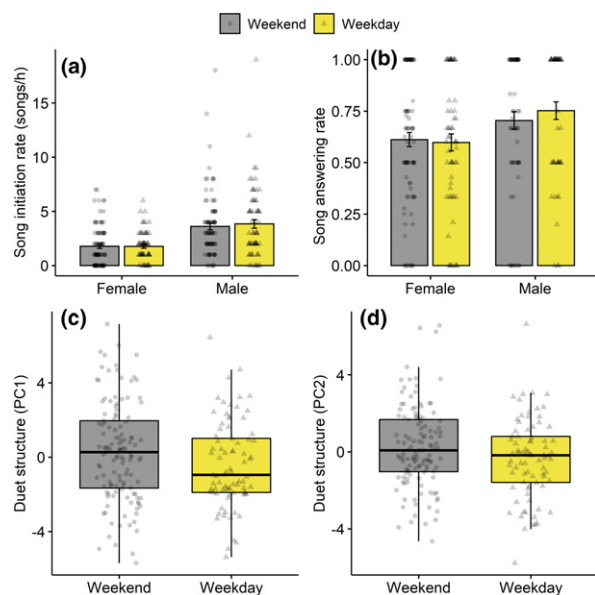 Weekend Weekday
(a)
Song initiation rate (songs/h)
15
10
5
0
Female Male
(b)
Song answering rate
1.00
0.75
0.50
0.25
0.00
Female Male
(c)
Duet structure (PC1)
4
0
-4
Weekend Weekday
(d)
Duet structure (PC2)
4
0
-4
Weekend Weekday